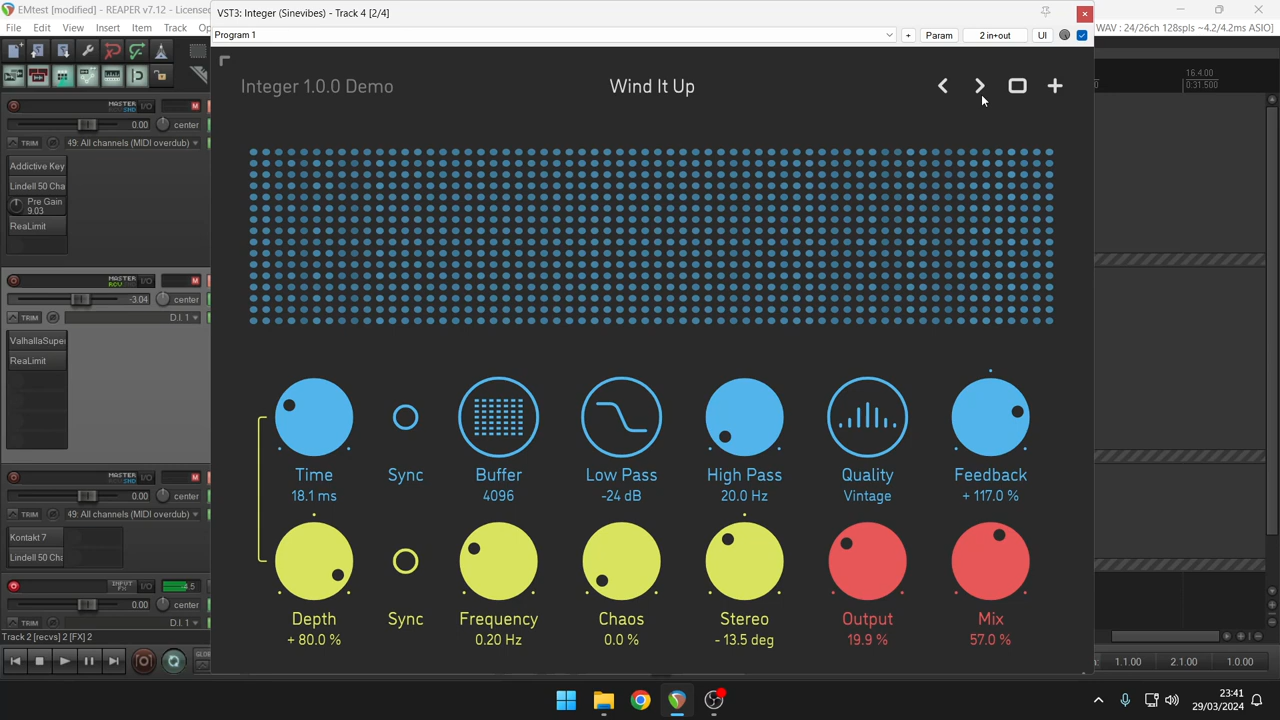 EMtest [modified] - REAPER v7.12 - Licensed
VST3: Integer (Sinevibes) - Track 4 [2/4]
File Edit View Insert Item Track
Program 1
+
Param
2 in+out
UI
WAV : 24/26ch 128spls ~4.2/4.2ms ASIO]
Integer 1.0.0 Demo
Wind It Up
16.4.00
0:31.500
MASTER
I/O
M
0.00
center
TRIM
49: All channels (MIDI overdub)
Addictive Key
Lindell 50 Cha
Pre Gain
9.03
ReaLimit
MASTER
RCV
I/O
M
-3.04
center
TRIM
D.I. 1
ValhallaSuper
ReaLimit
MASTER
I/O
M
0.00
center
TRIM
49: All channels (MIDI overdub)
Kontakt 7
Lindell 50 Cha
INPUT
FX
I/O
-4.5
0.00
center
TRIM
D.I. 1
Track 2 [recvs] 2 [FX] 2
Time
18.1 ms
Sync
Buffer
4096
Low Pass
-24 dB
High Pass
20.0 Hz
Quality
Vintage
Feedback
+ 117.0 %
Depth
+ 80.0 %
Sync
Frequency
0.20 Hz
Chaos
0.0 %
Stereo
- 13.5 deg
Output
19.9 %
Mix
57.0 %
1.1.00
2.1.00
1.0.00
23:41
29/03/2024